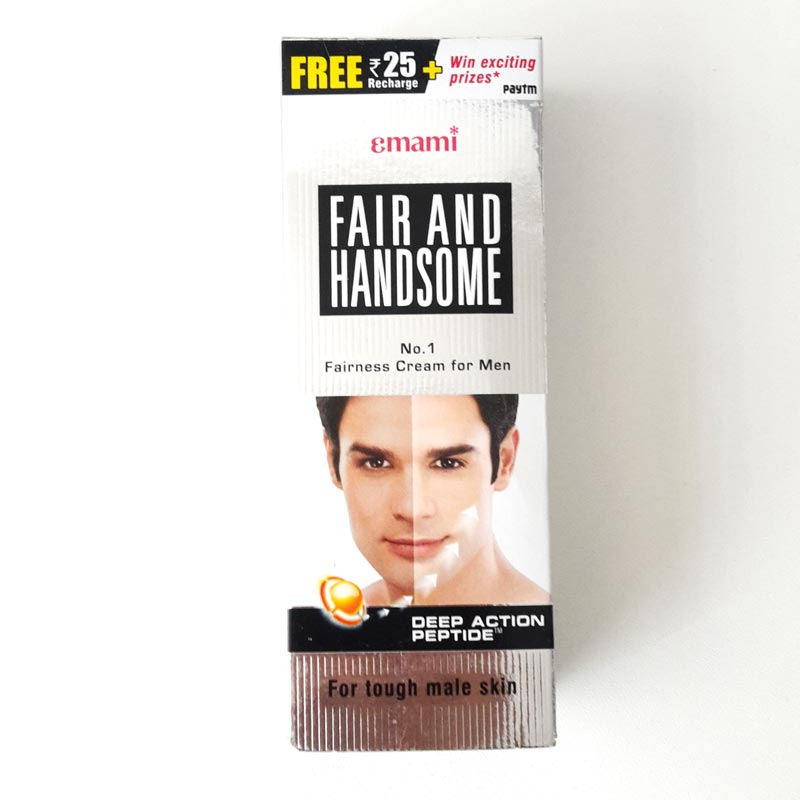 FREE ₹ 25 Recharge + Win exciting prizes*
paytm
emami*
FAIR AND
HANDSOME
No.1
Fairness Cream for Men
DEEP ACTION
PEPTIDE™
For tough male skin